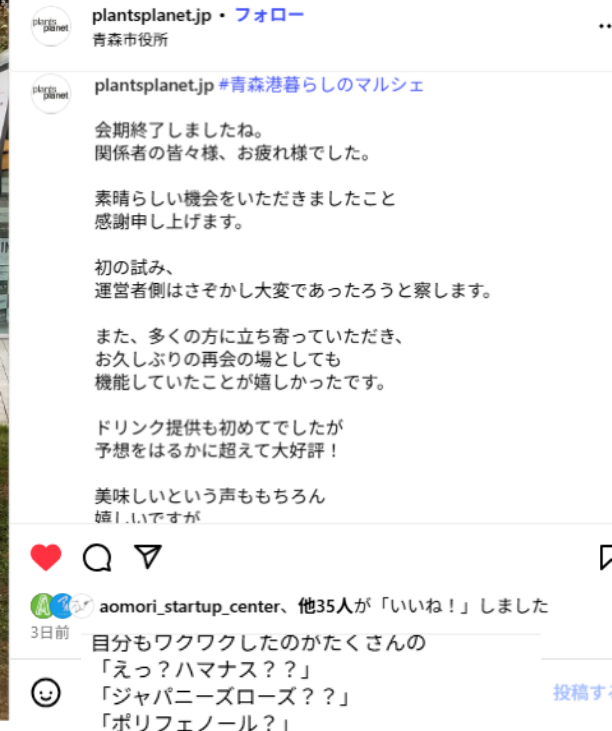 plants
planet
plantsplanet.jp • フォロー
青森市役所
plants
planet
plantsplanet.jp #青森港暮らしのマルシェ
会期終了しましたね。
関係者の皆々様、お疲れ様でした。
素晴らしい機会をいただきましたこと
感謝申し上げます。
初の試み、
運営者側はさぞかし大変であったろうと察します。
また、多くの方に立ち寄っていただき、
お久しぶりの再会の場としても
機能していたことが嬉しかったです。
ドリンク提供も初めてでしたが
予想をはるかに超えて大好評！
美味しいという声ももちろん
嬉しいですが
aomori_startup_center、他35人が「いいね！」しました
3日前
自分もワクワクしたのがたくさんの
「えっ？ハマナス？？」
「ジャパニーズローズ？？」
「ポリフェノール？」
投稿する